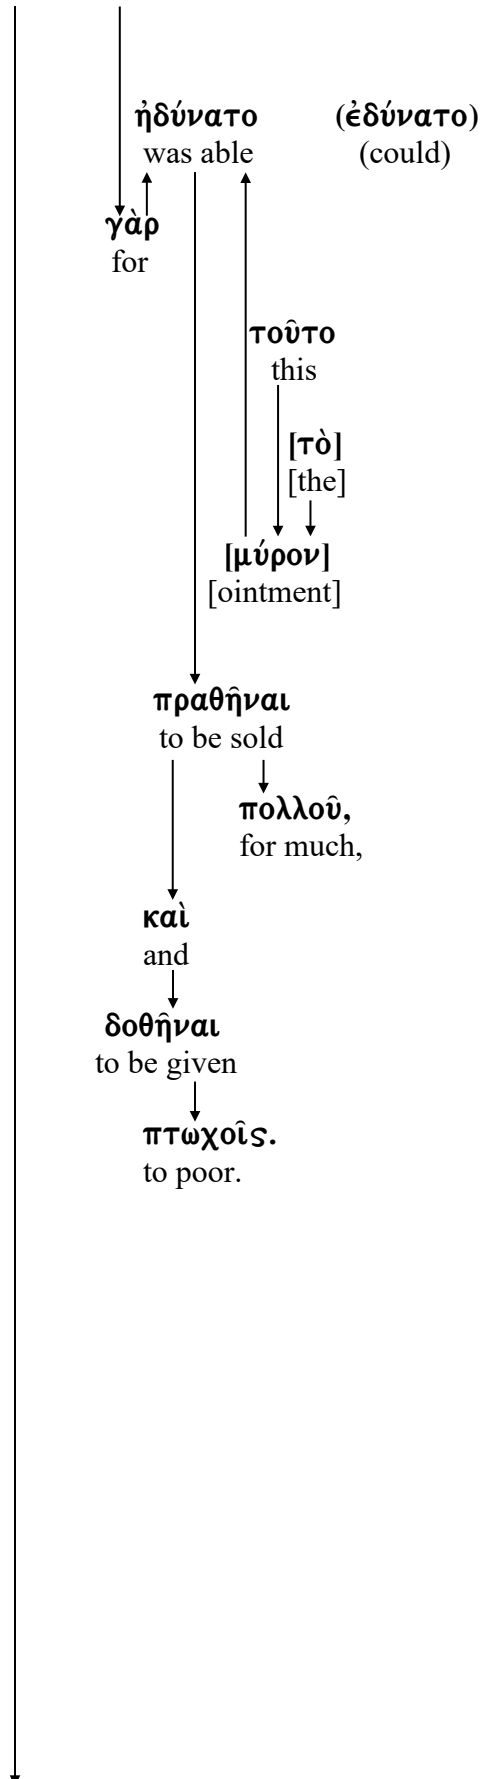 ἠδύνατο (ἐδύνατο)
was able (could)
γὰρ
for
τοῦτο
this
[τὸ]
[the]
[μύρον]
[ointment]
πραθῆναι
to be sold
πολλοῦ,
for much,
καὶ
and
δοθῆναι
to be given
πτωχοῖς.
to poor.